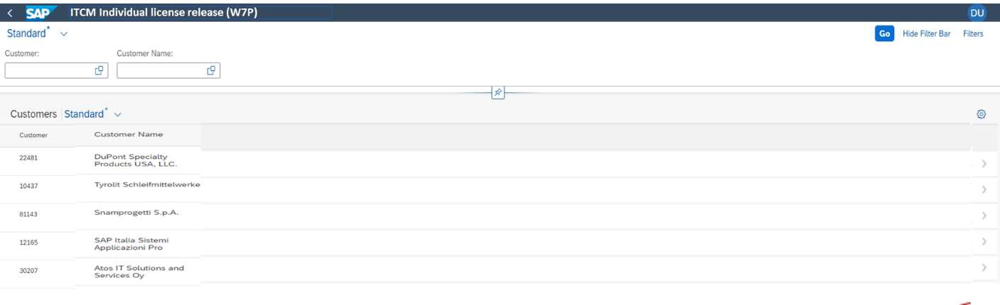 SAP ITCM Individual license release (W7P) DU
Standard* Go Hide Filter Bar Filters
Customer: Customer Name:
Customers Standard*
Customer Customer Name
22481 DuPont Specialty
Products USA, LLC.
10437 Tyrolit Schleifmittelwerke
81143 Snamprogetti S.p.A.
12165 SAP Italia Sistemi
Applicazioni Pro
30207 Atos IT Solutions and
Services Oy